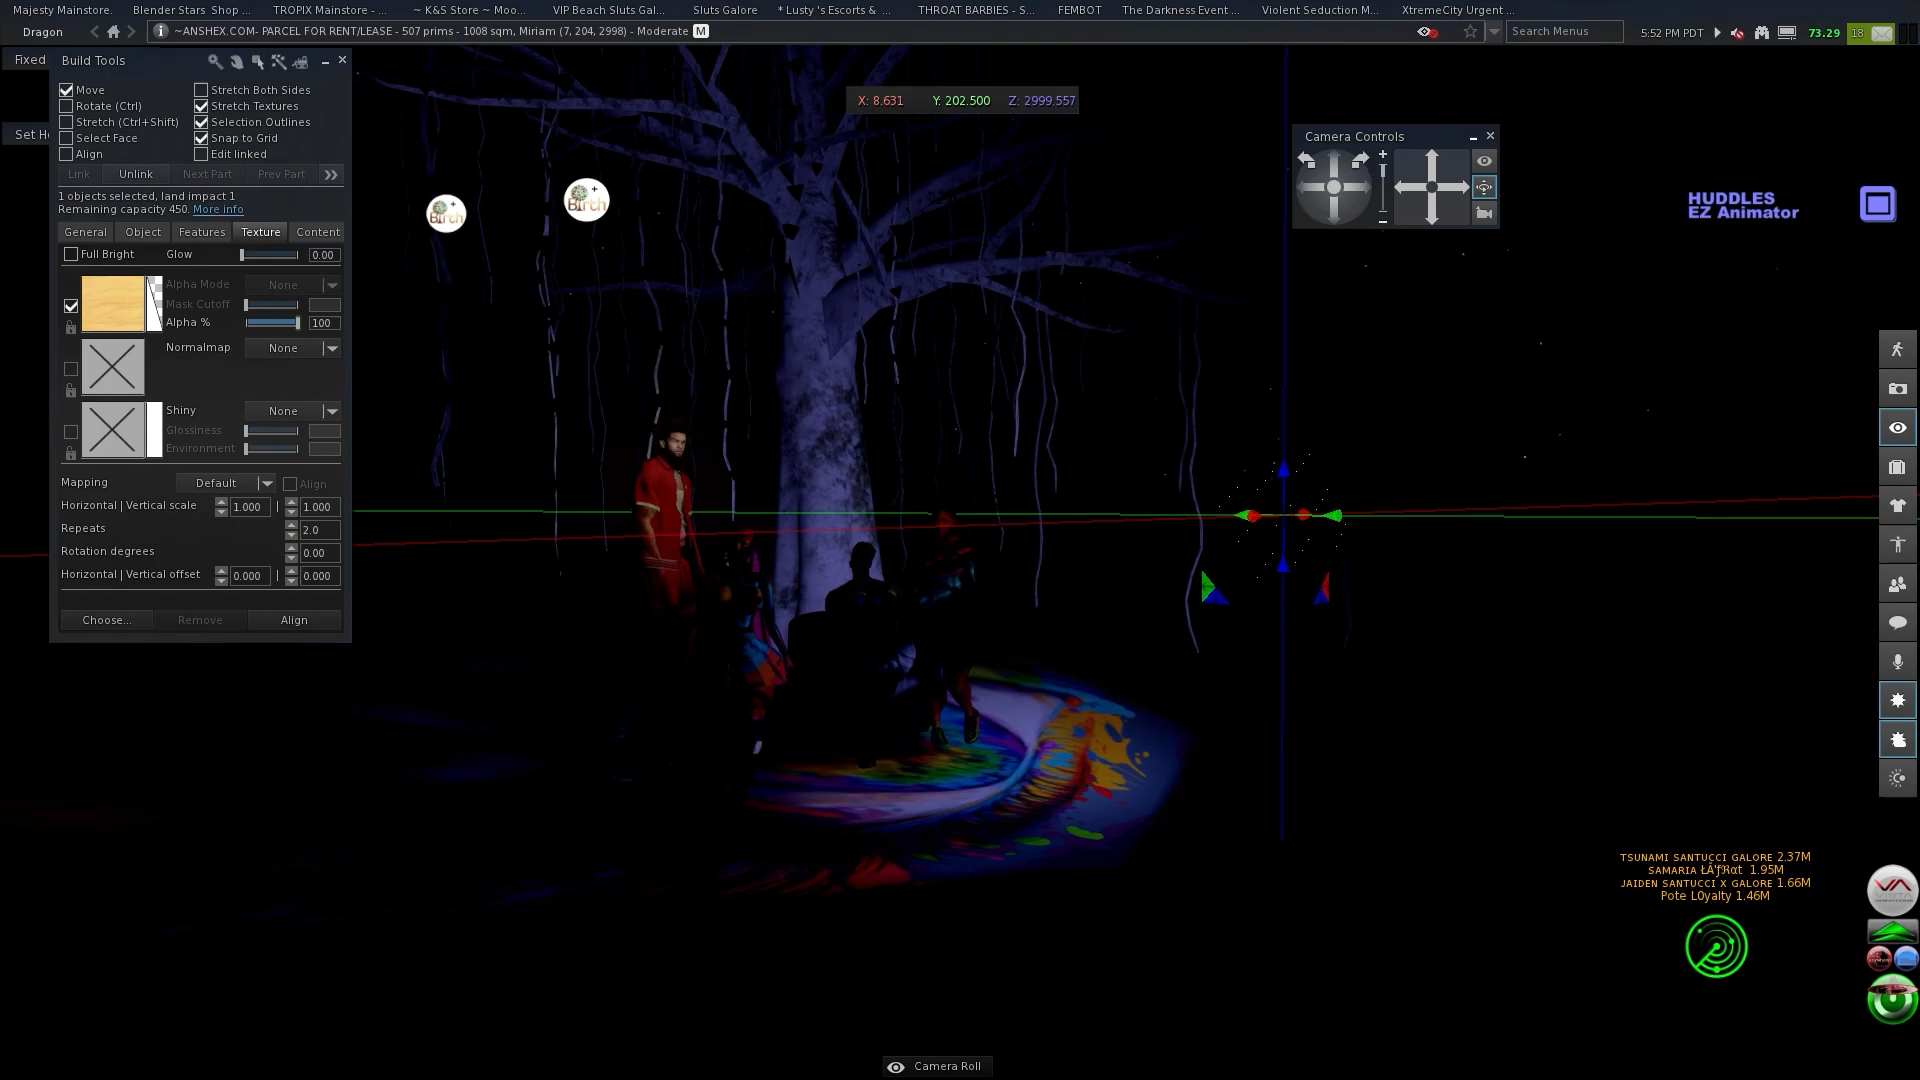 Majesty Mainstore.  Blender Stars  Shop ...  TROPIX Mainstore - ...  ~ K&S Store ~ Moo...  VIP Beach Sluts Gal...  Sluts Galore  * Lusty 's Escorts & ...  THROAT BARBIES - S...  FEMBOT  The Darkness Event ...  Violent Seduction M...  XtremeCity Urgent ...
Dragon  ~ANSHEX.COM- PARCEL FOR RENT/LEASE - 507 prims - 1008 sqm, Miriam (7, 204, 2998) - Moderate M  Search Menus  5:52 PM PDT  73.29  18
Fixed
Build Tools
Move  Stretch Both Sides
Rotate (Ctrl)  Stretch Textures
Stretch (Ctrl+Shift)  Selection Outlines
Select Face  Snap to Grid
Align  Edit linked
Set H
Link  Unlink  Next Part  Prev Part
1 objects selected, land impact 1
Remaining capacity 450. More info
General  Object  Features  Texture  Content
Full Bright  Glow  0.00
Alpha Mode  None
Mask Cutoff
Alpha %  100
Normalmap  None
Shiny  None
Glossiness
Environment
Mapping  Default  Align
Horizontal | Vertical scale  1.000 | 1.000
Repeats  2.0
Rotation degrees  0.00
Horizontal | Vertical offset  0.000 | 0.000
Choose...  Remove  Align
X: 8.631  Y: 202.500  Z: 2999.557
Birth
Birth
Camera Controls
HUDDLES
EZ Animator
TSUNAMI SANTUCCI GALORE 2.37M
1.95M
JAIDEN SANTUCCI X GALORE 1.66M
Pote L0yalty 1.46M
Camera Roll